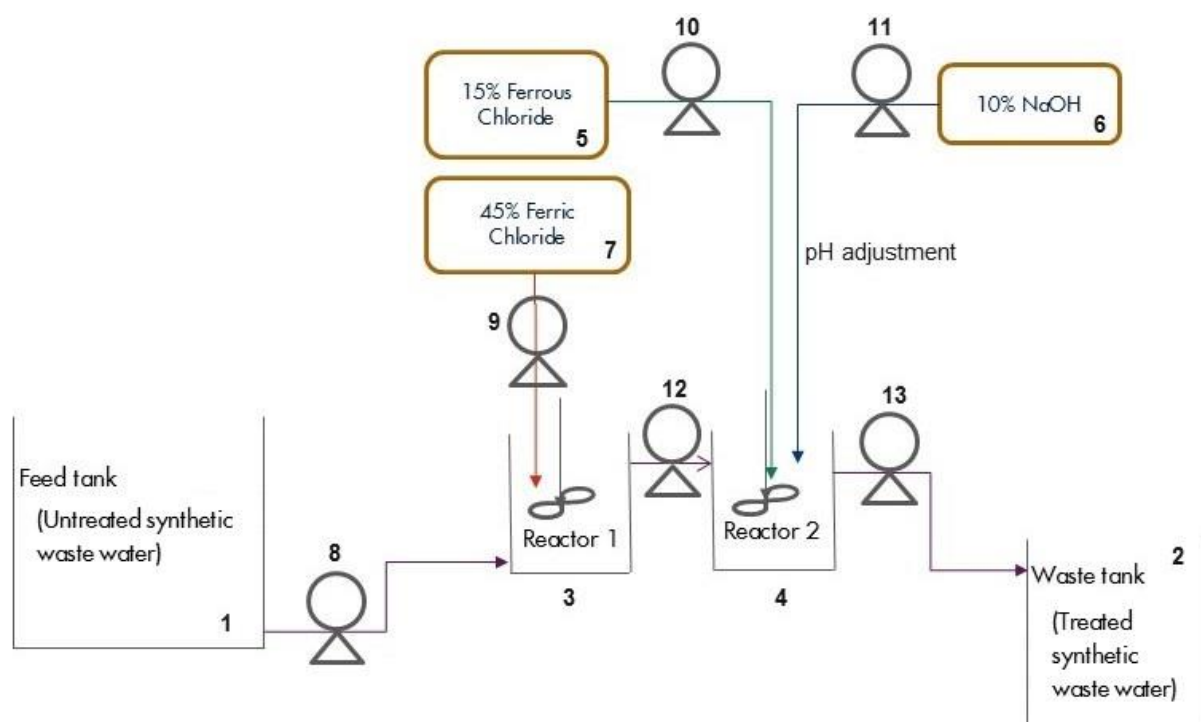 10
11
15% Ferrous
Chloride
5
10% NaOH
6
45% Ferric
Chloride
7
pH adjustment
9
12
13
Feed tank
(Untreated synthetic
waste water)
1
8
Reactor 1
3
Reactor 2
4
2
Waste tank
(Treated
synthetic
waste water)